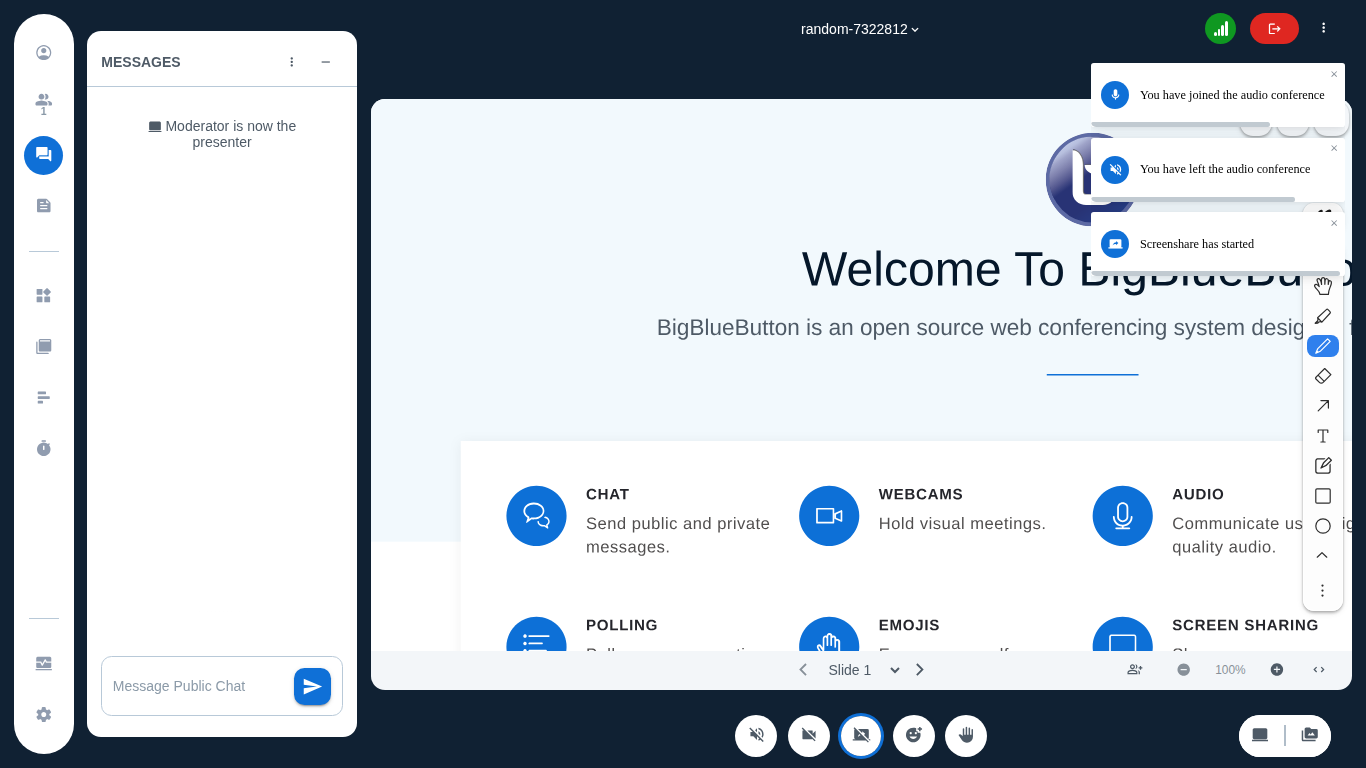 random-7322812
MESSAGES
1
Moderator is now the
presenter
Message Public Chat
You have joined the audio conference
You have left the audio conference
Screenshare has started
Welcome To
BigBlueButton is an open source web conferencing system
CHAT
Send public and private
messages.
WEBCAMS
Hold visual meetings.
AUDIO
Communicate
quality audio.
POLLING
EMOJIS
SCREEN SHARING
Slide 1
100%